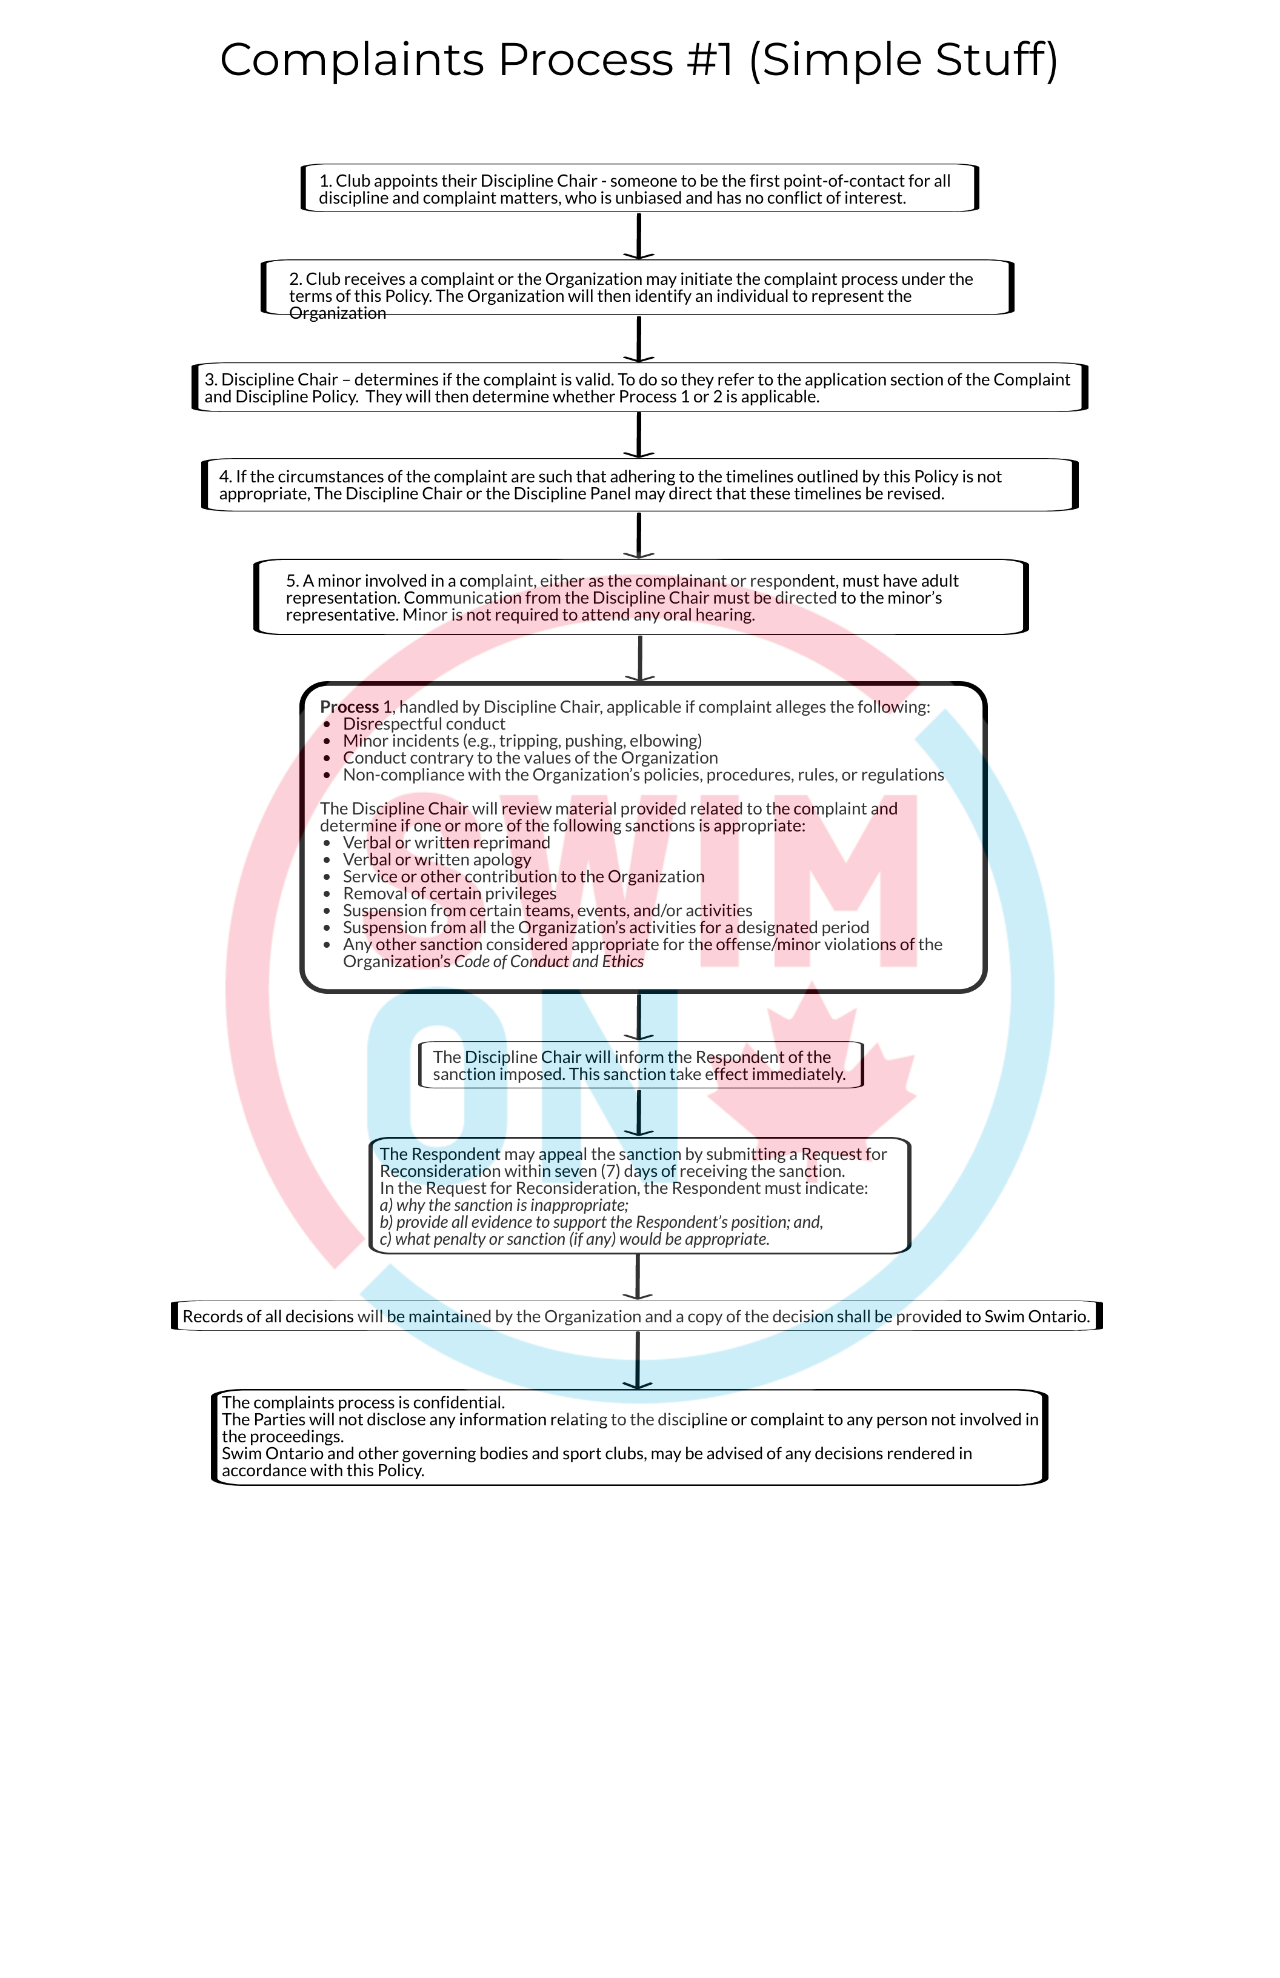 Complaints Process #1 (Simple Stuff)
1. Club appoints their Discipline Chair - someone to be the first point-of-contact for all
discipline and complaint matters, who is unbiased and has no conflict of interest.
2. Club receives a complaint or the Organization may initiate the complaint process under the
terms of this Policy. The Organization will then identify an individual to represent the
Organization
3. Discipline Chair – determines if the complaint is valid. To do so they refer to the application section of the Complaint
and Discipline Policy. They will then determine whether Process 1 or 2 is applicable.
4. If the circumstances of the complaint are such that adhering to the timelines outlined by this Policy is not
appropriate, The Discipline Chair or the Discipline Panel may direct that these timelines be revised.
5. A minor involved in a complaint, either as the complainant or respondent, must have adult
representation. Communication from the Discipline Chair must be directed to the minor’s
representative. Minor is not required to attend any oral hearing.
Process 1, handled by Discipline Chair, applicable if complaint alleges the following:
• Disrespectful conduct
• Minor incidents (e.g., tripping, pushing, elbowing)
• Conduct contrary to the values of the Organization
• Non-compliance with the Organization’s policies, procedures, rules, or regulations
The Discipline Chair will review material provided related to the complaint and
determine if one or more of the following sanctions is appropriate:
• Verbal or written reprimand
• Verbal or written apology
• Service or other contribution to the Organization
• Removal of certain privileges
• Suspension from certain teams, events, and/or activities
• Suspension from all the Organization’s activities for a designated period
• Any other sanction considered appropriate for the offense/minor violations of the
Organization’s Code of Conduct and Ethics
SWIM
ON
The Discipline Chair will inform the Respondent of the
sanction imposed. This sanction take effect immediately.
The Respondent may appeal the sanction by submitting a Request for
Reconsideration within seven (7) days of receiving the sanction.
In the Request for Reconsideration, the Respondent must indicate:
a) why the sanction is inappropriate;
b) provide all evidence to support the Respondent’s position; and,
c) what penalty or sanction (if any) would be appropriate.
Records of all decisions will be maintained by the Organization and a copy of the decision shall be provided to Swim Ontario.
The complaints process is confidential.
The Parties will not disclose any information relating to the discipline or complaint to any person not involved in
the proceedings.
Swim Ontario and other governing bodies and sport clubs, may be advised of any decisions rendered in
accordance with this Policy.